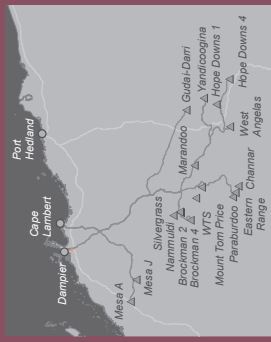 Port
Hedland
Cape
Lambert
Dampier
Mesa A
Mesa J
Silvergrass
Nammuldi
Brockman 2
Brockman 4
WTS
Mount Tom Price
Paraburdoo
Eastern
Range
Channar
Marandoo
Gudai-Darri
Yandicoogina
Hope Downs 1
Hope Downs 4
West
Angelas